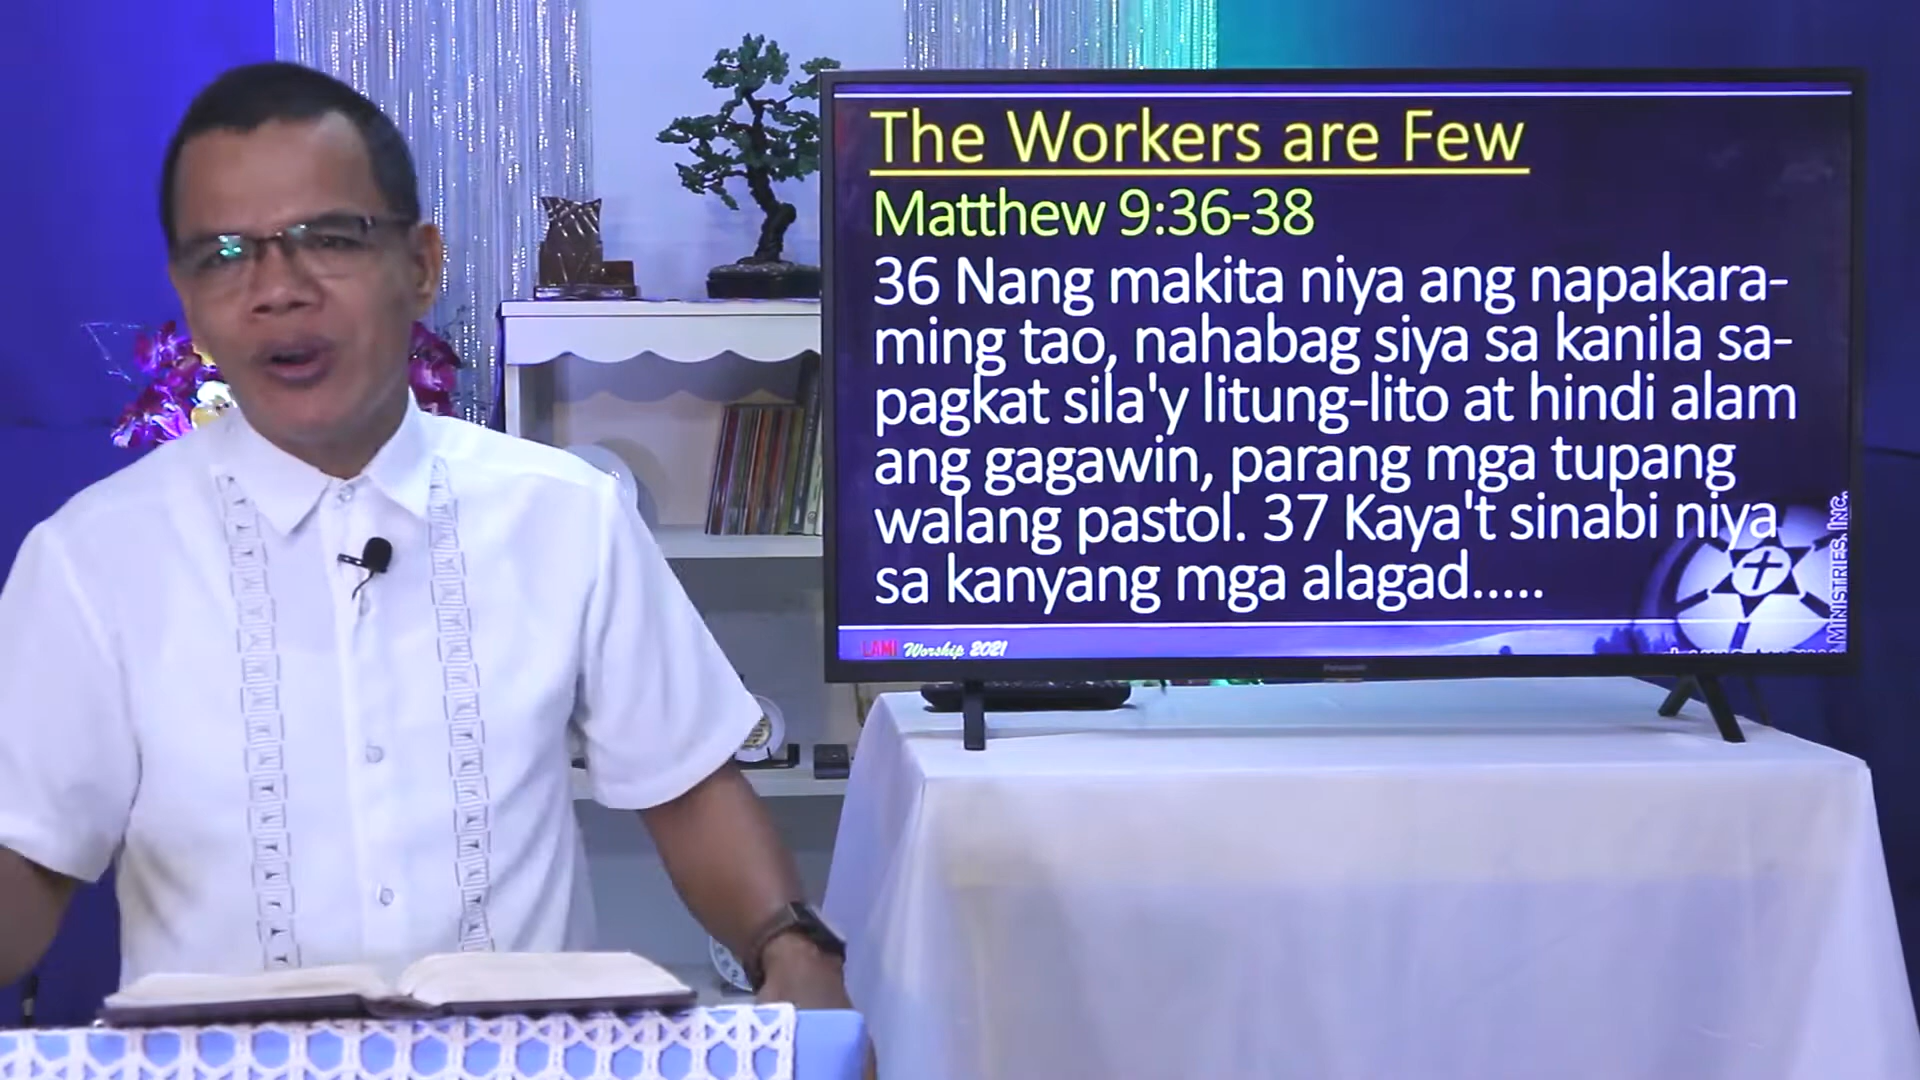 The Workers are Few
Matthew 9:36-38
36 Nang makita niya ang napakara-
ming tao, nahabag siya sa kanila sa-
pagkat sila'y litung-lito at hindi alam
ang gagawin, parang mga tupang
walang pastol. 37 Kaya't sinabi niya
sa kanyang mga alagad.....
LAMI Worship 2021
MINISTRIES, INC.
Panasonic